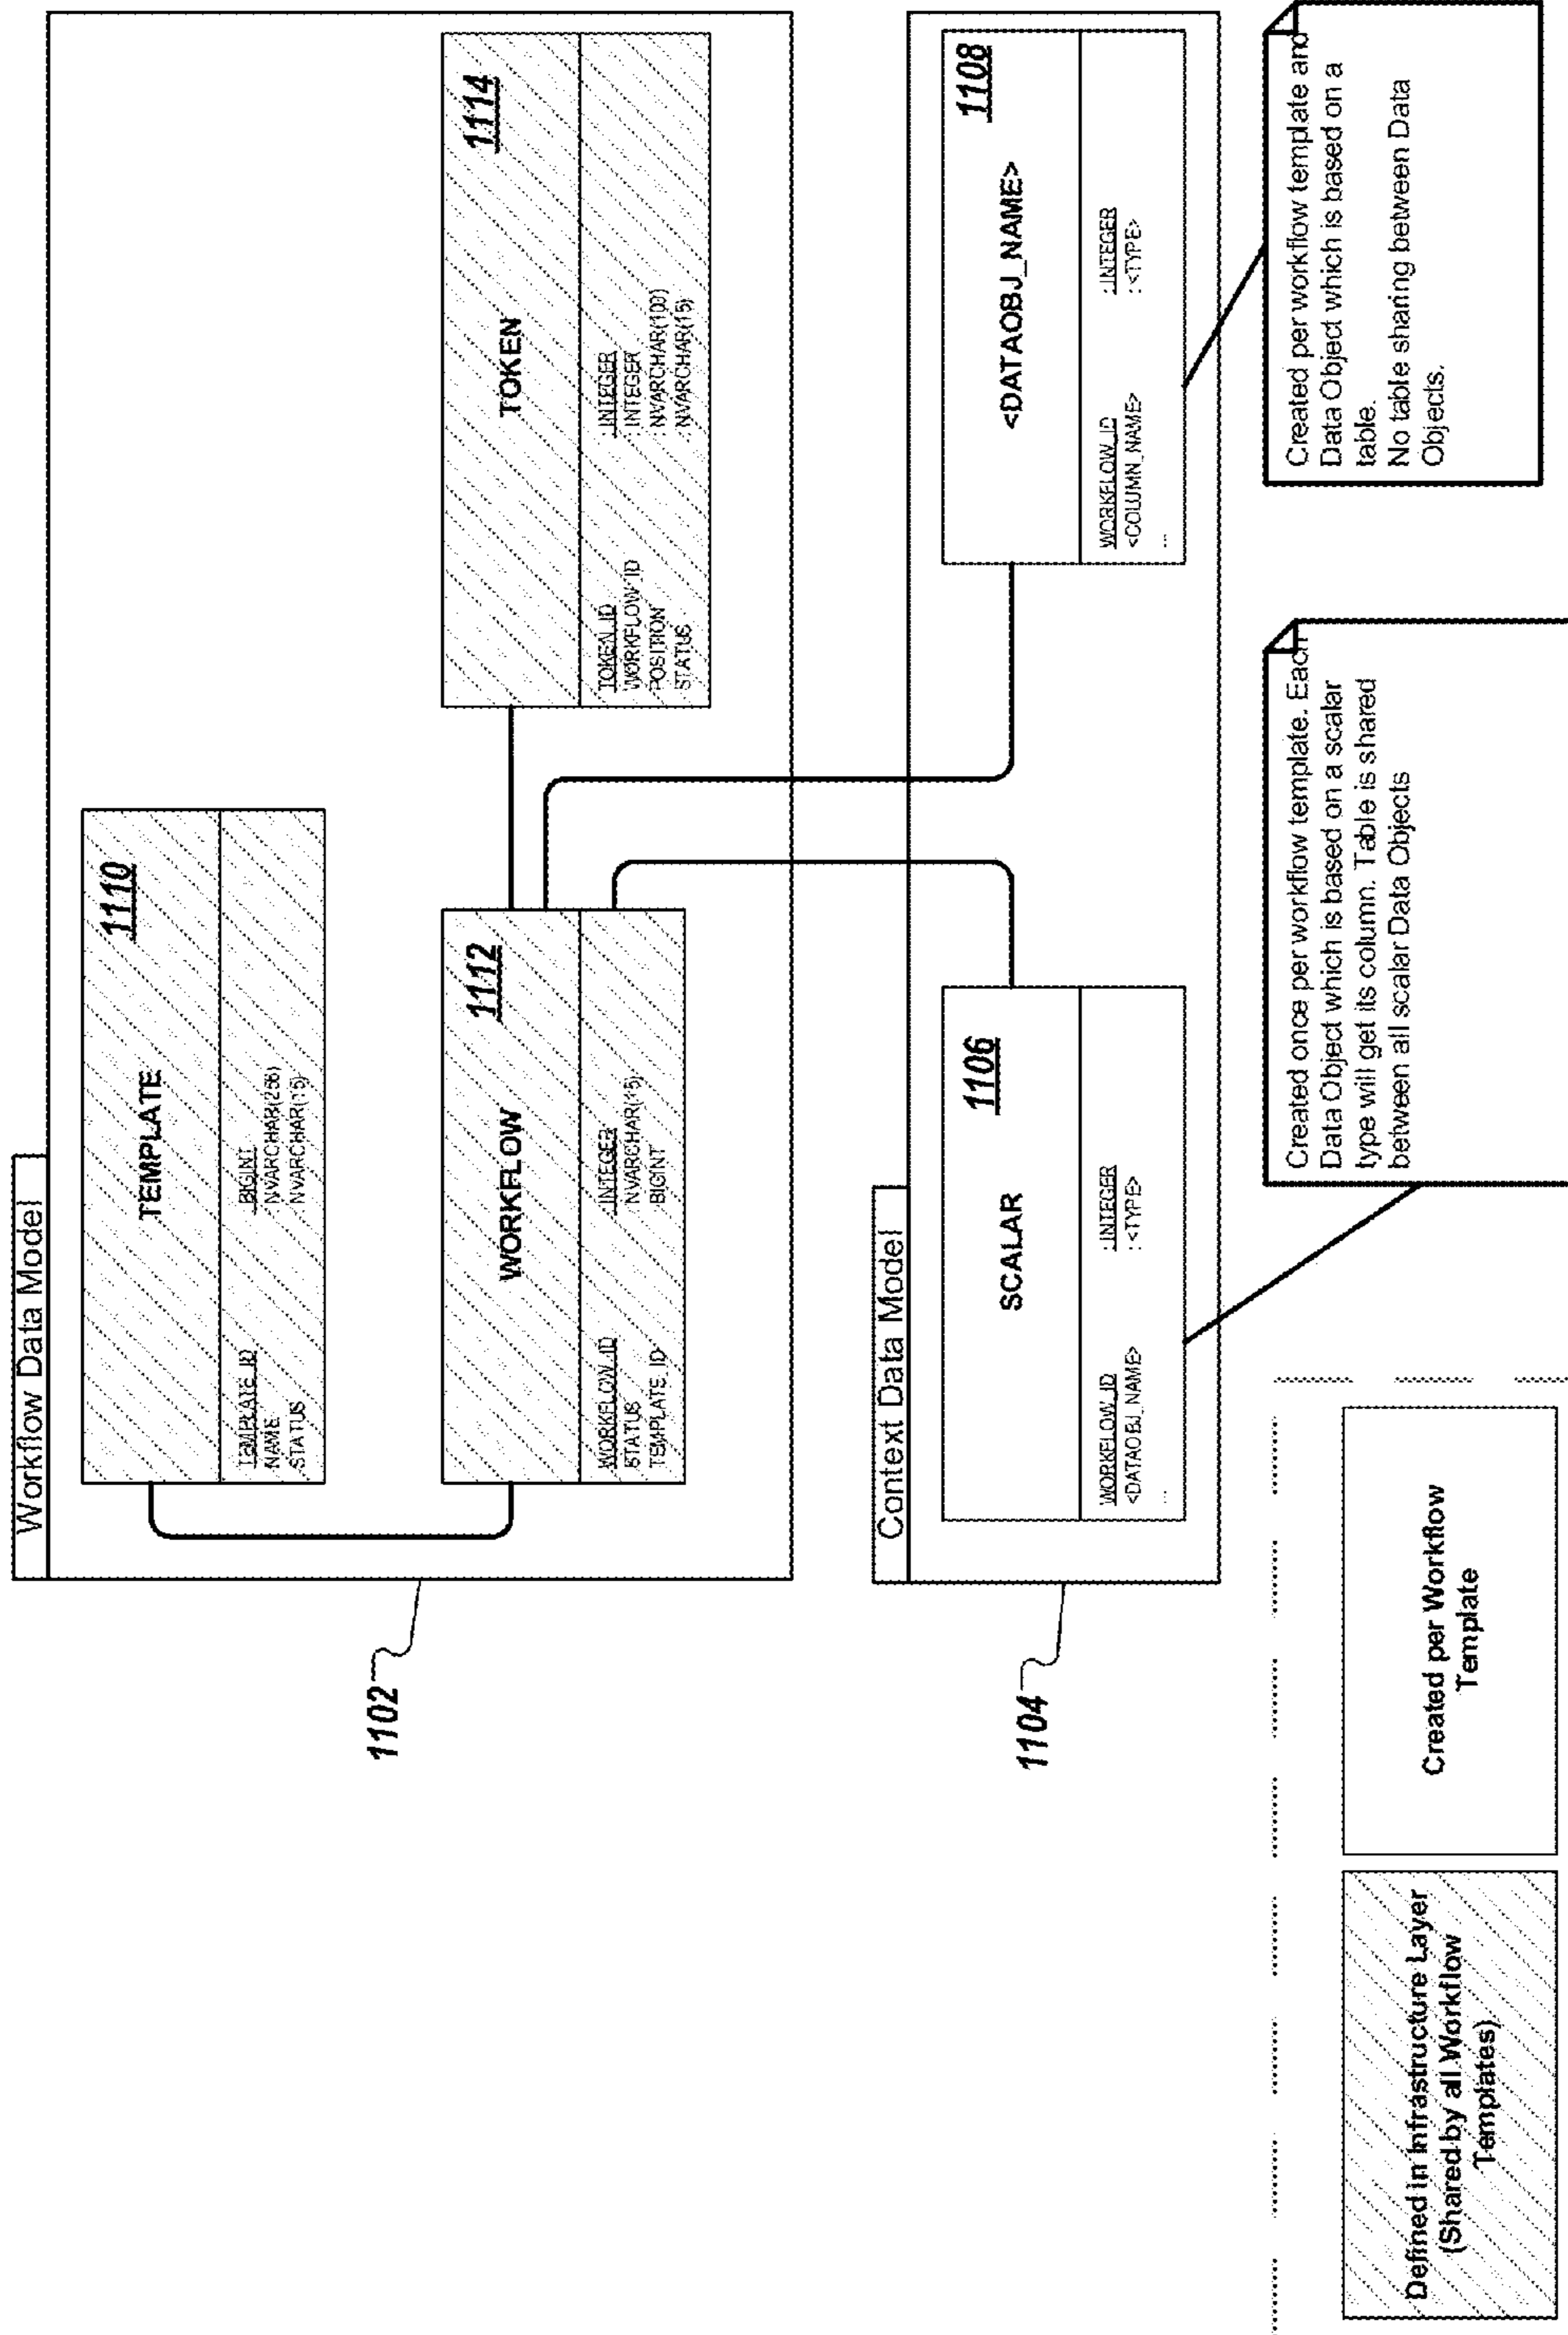 Workflow Data Model
1102
TEMPLATE
1110
TEMPLATE_ID : BIGINT
NAME : NVARCHAR(256)
STATUS : NVARCHAR(15)
WORKFLOW
1112
WORKFLOW_ID : INTEGER
STATUS : NVARCHAR(15)
TEMPLATE_ID : BIGINT
TOKEN
1114
TOKEN_ID : INTEGER
WORKFLOW_ID : INTEGER
POSITION : NVARCHAR(100)
STATUS : NVARCHAR(15)
Context Data Model
1104
SCALAR
1106
WORKFLOW_ID : INTEGER
<DATAOBJ_NAME> : <TYPE>
...
<DATAOBJ_NAME>
1108
WORKFLOW_ID : INTEGER
<COLUMN_NAME> : <TYPE>
...
Created once per workflow template. Each
Data Object which is based on a scalar
type will get its column. Table is shared
between all scalar Data Objects
Created per workflow template and
Data Object which is based on a
table.
No table sharing between Data
Objects.
Defined in Infrastructure Layer
(Shared by all Workflow
Templates)
Created per Workflow
Template